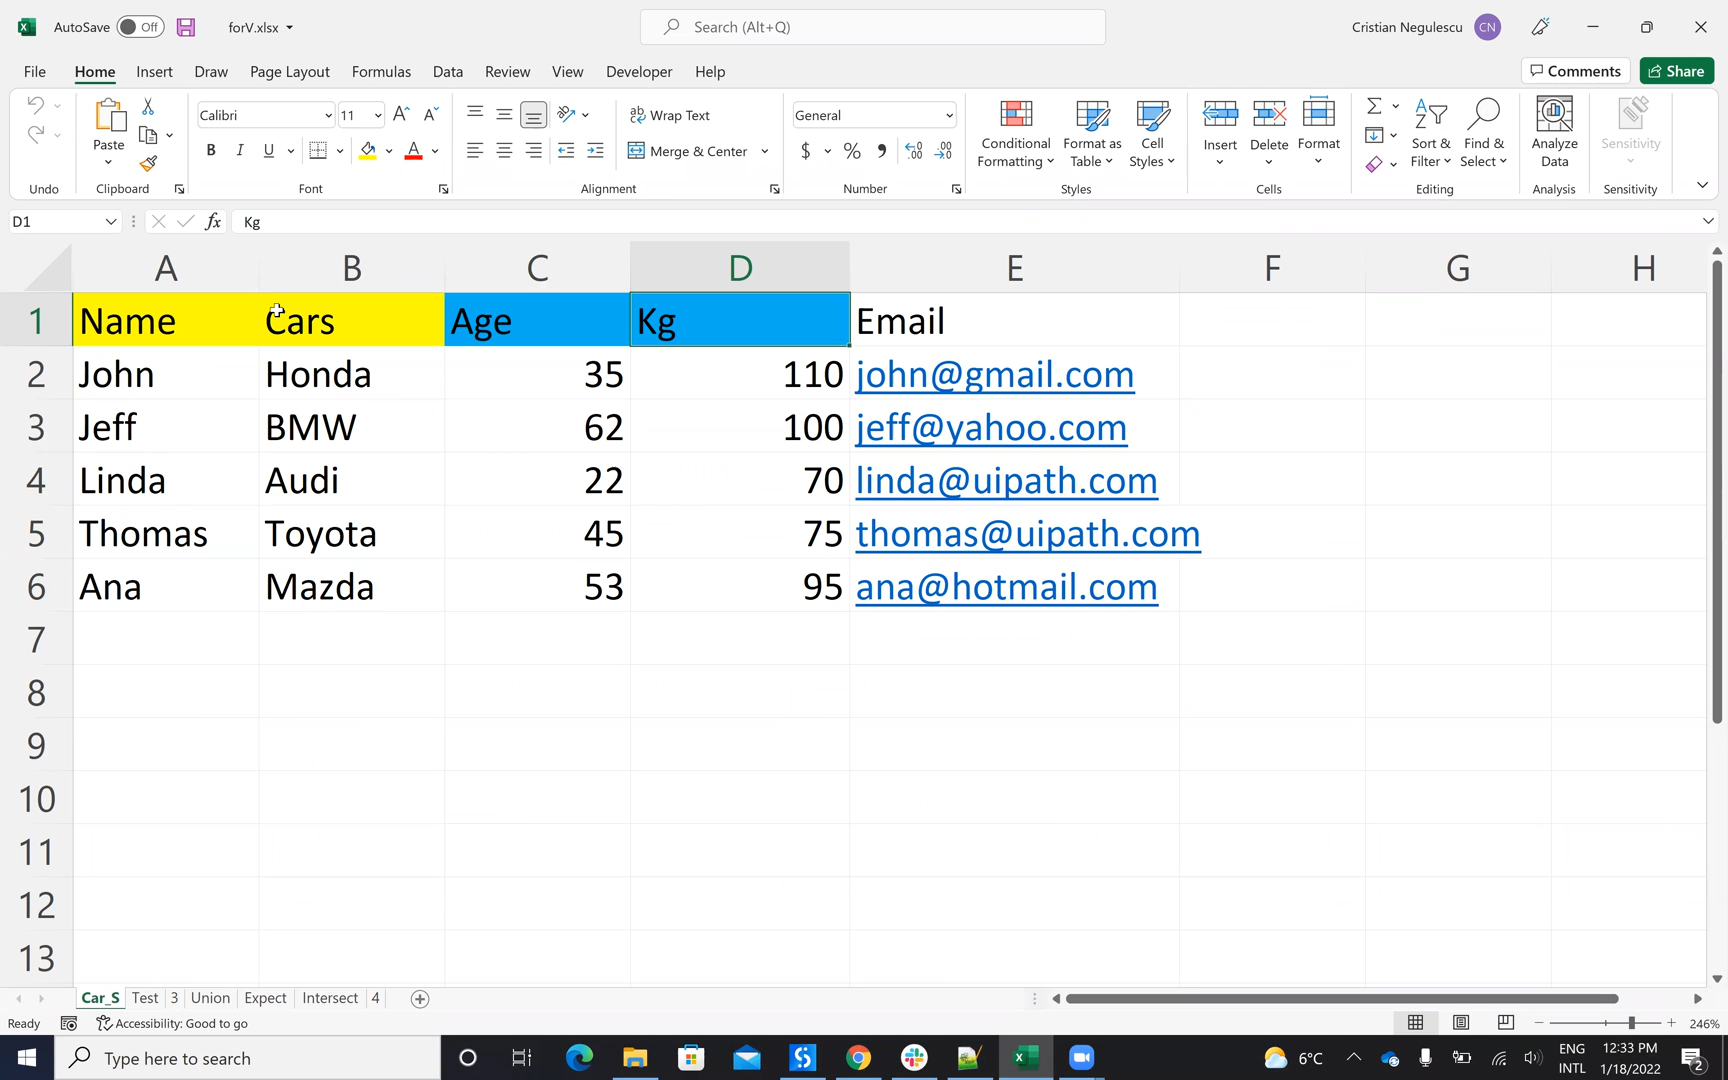 AutoSave Off forV.xlsx Search (Alt+Q) Cristian Negulescu CN
File Home Insert Draw Page Layout Formulas Data Review View Developer Help Comments Share
Calibri 11 Wrap Text General
Paste B I U A Merge & Center $ % Conditional Formatting Format as Table Cell Styles Insert Delete Format Sort & Filter Find & Select Analyze Data Sensitivity
Undo Clipboard Font Alignment Number Styles Cells Editing Analysis Sensitivity
D1 fx Kg
A B C D E F G H
1 Name Cars Age Kg Email
2 John Honda 35 110 john@gmail.com
3 Jeff BMW 62 100 jeff@yahoo.com
4 Linda Audi 22 70 linda@uipath.com
5 Thomas Toyota 45 75 thomas@uipath.com
6 Ana Mazda 53 95 ana@hotmail.com
7
8
9
10
11
12
13
Car_S Test 3 Union Expect Intersect 4
Ready Accessibility: Good to go 246%
Type here to search 6°C ENG 12:33 PM
INTL 1/18/2022 2